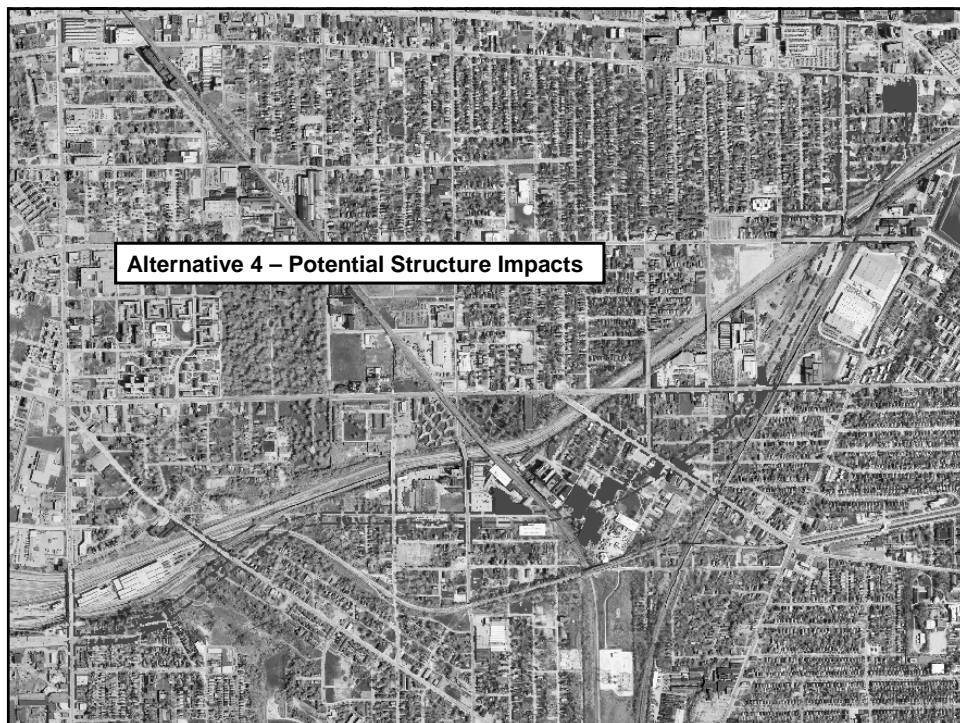 Alternative 4 – Potential Structure Impacts